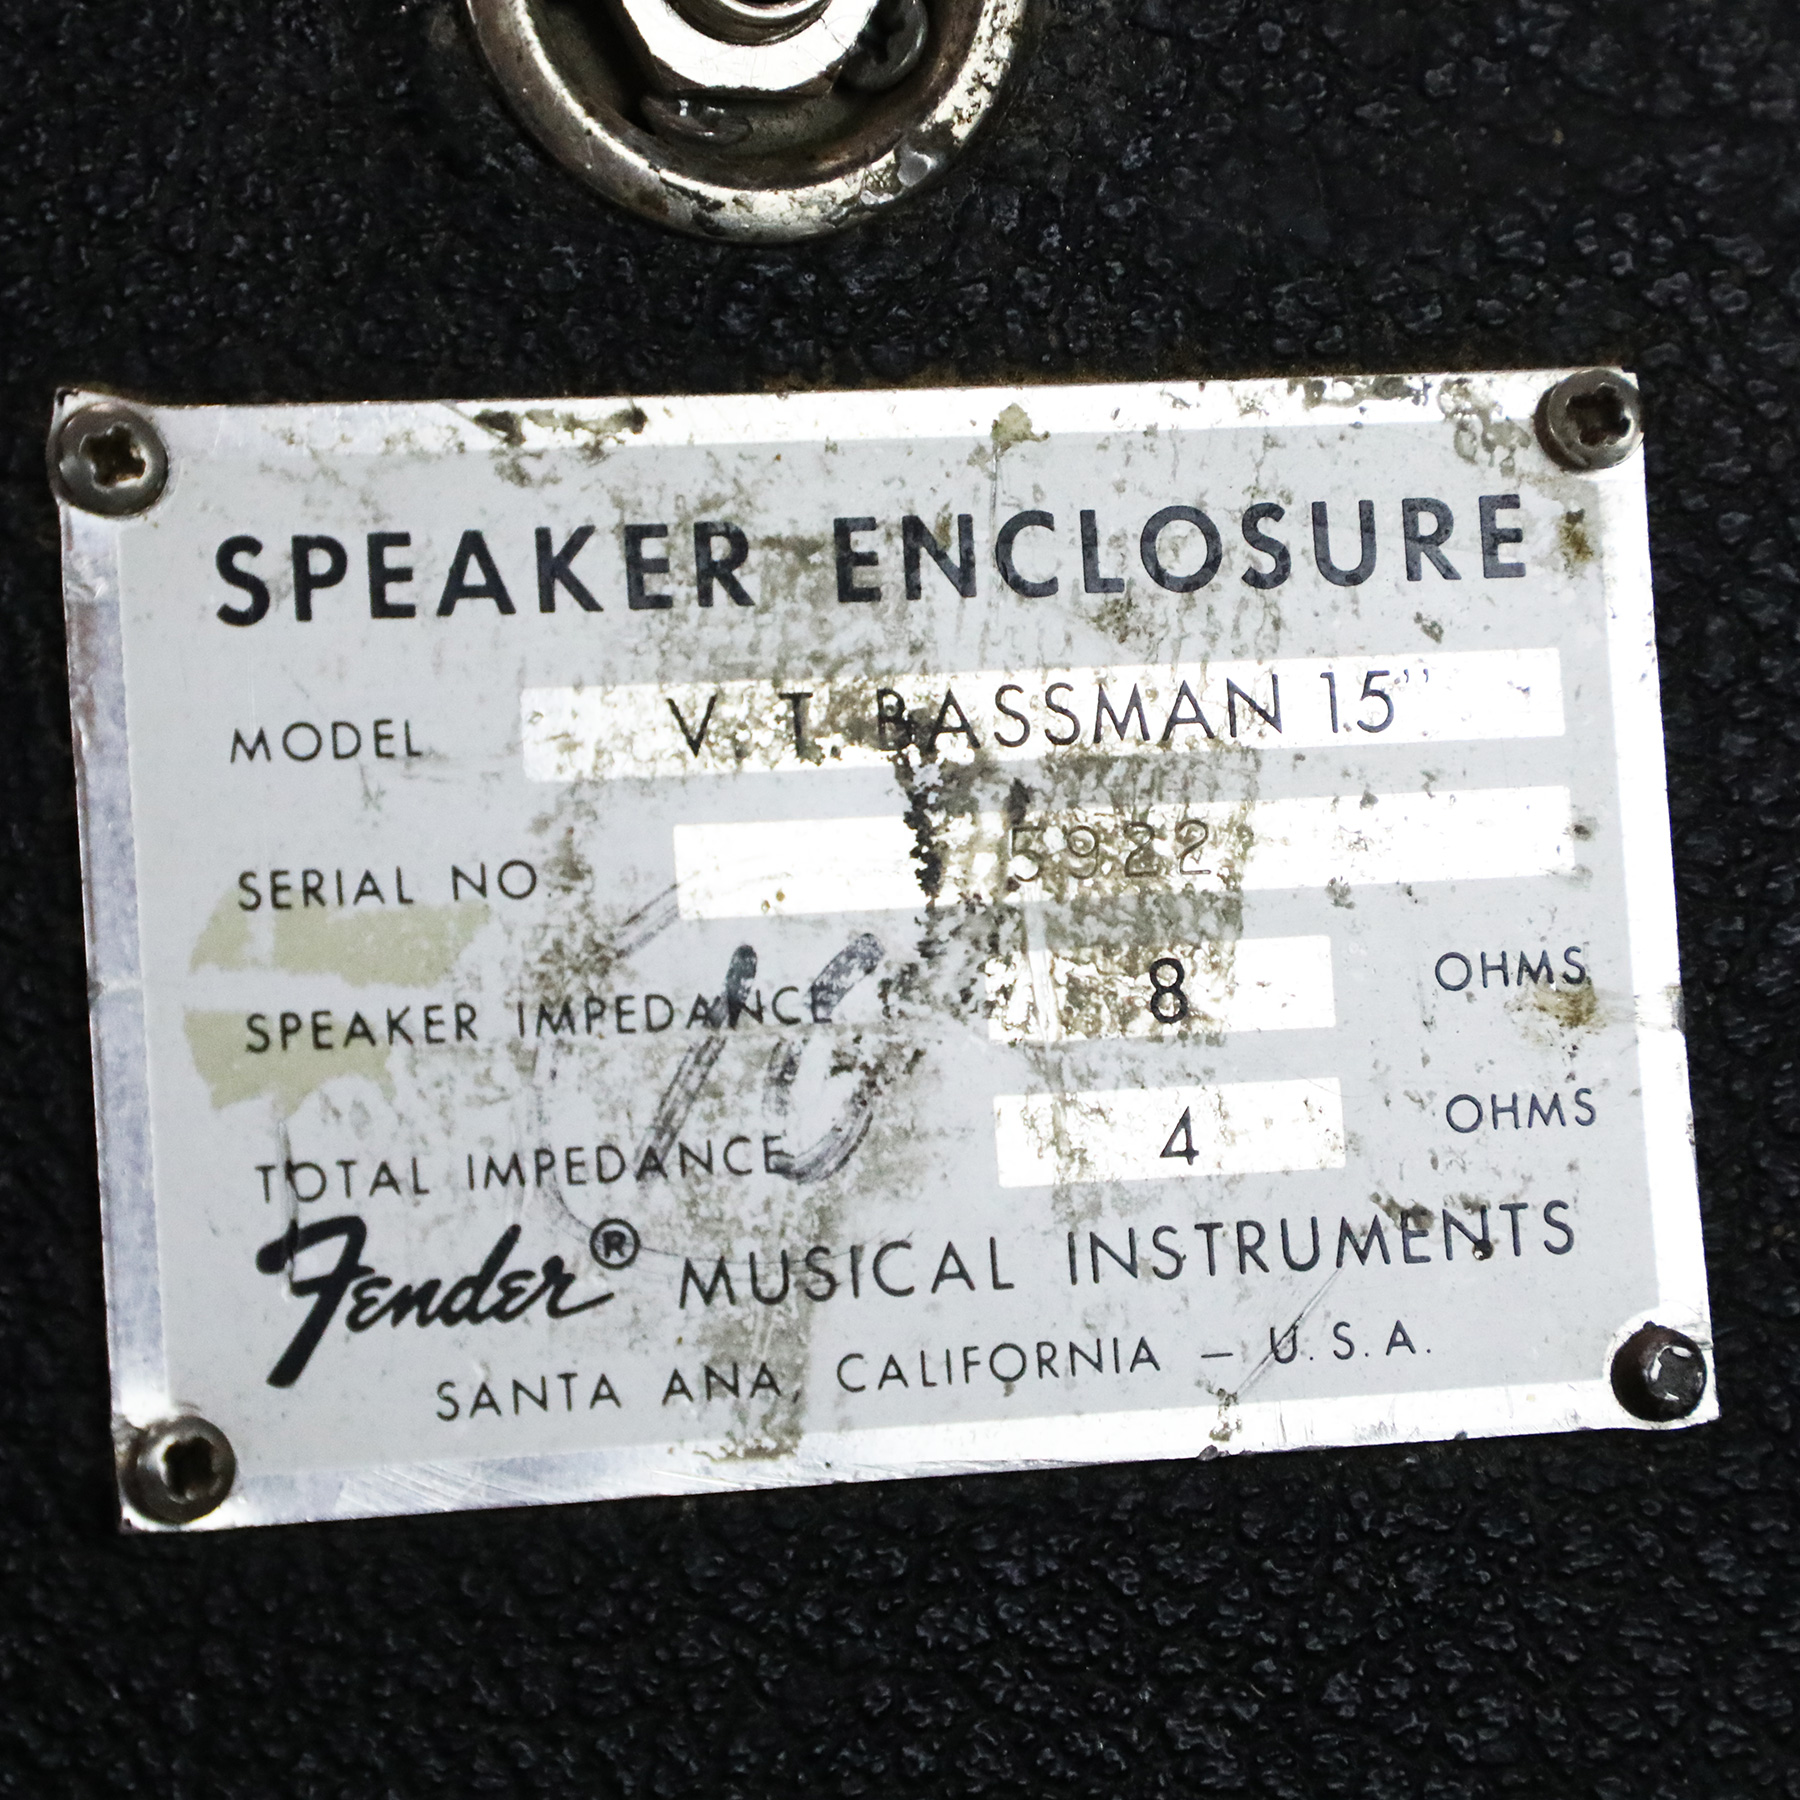 SPEAKER ENCLOSURE
MODEL V. T. BASSMAN 15"
SERIAL NO. 5922
SPEAKER IMPEDANCE 8 OHMS
16
TOTAL IMPEDANCE 4 OHMS
Fender® MUSICAL INSTRUMENTS
SANTA ANA, CALIFORNIA – U.S.A.